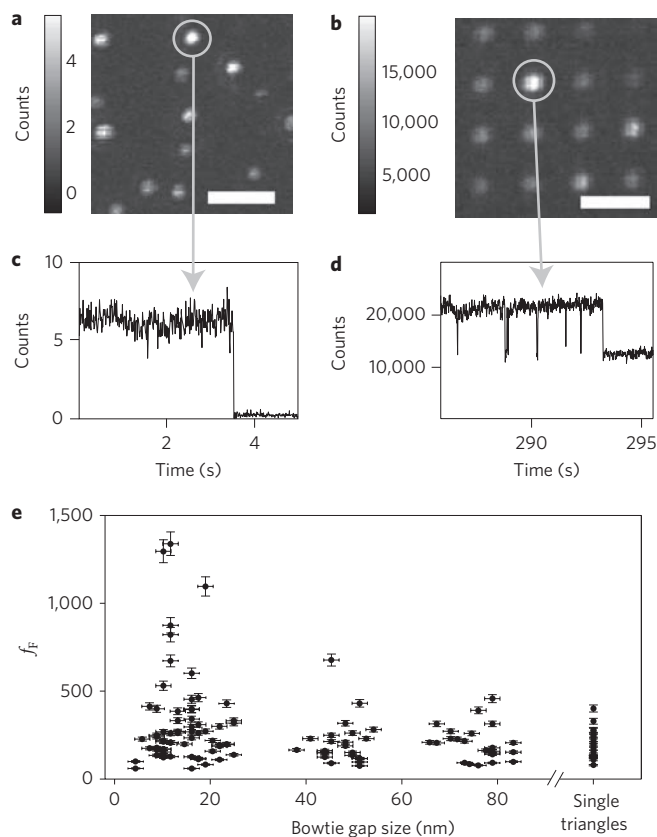 a
Counts
4
2
0
b
Counts
15,000
10,000
5,000
c
Counts
10
5
0
2
4
Time (s)
d
Counts
20,000
10,000
290
295
Time (s)
e
fF
1,500
1,000
500
0
0
20
40
60
80
Single
triangles
Bowtie gap size (nm)